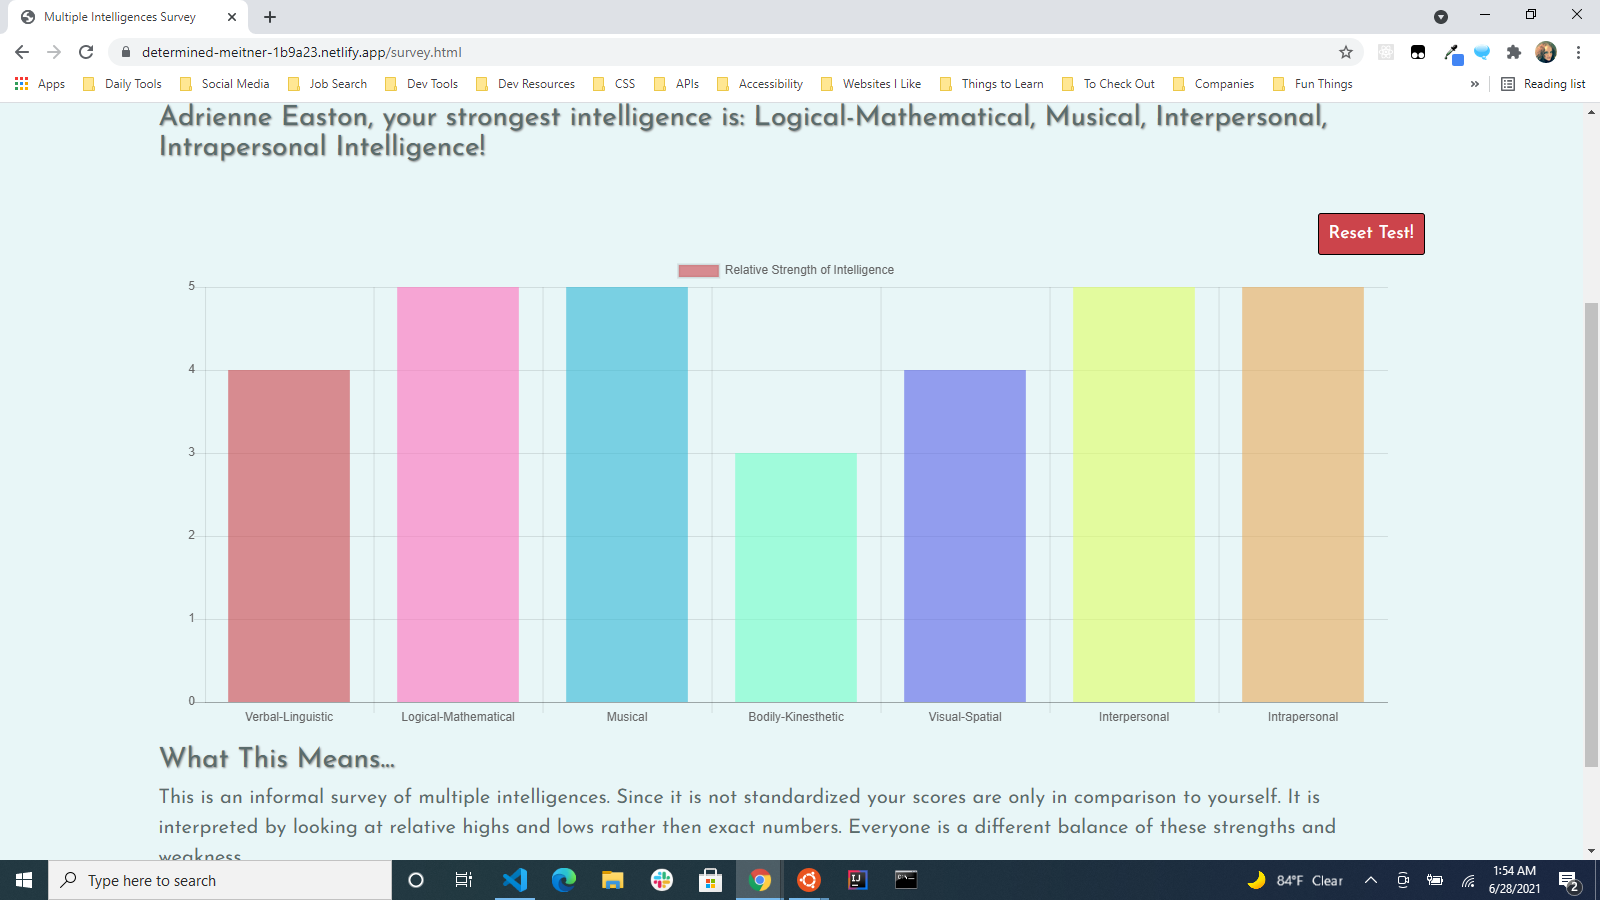 Multiple Intelligences Survey
determined-meitner-1b9a23.netlify.app/survey.html
Apps Daily Tools Social Media Job Search Dev Tools Dev Resources CSS APIs Accessibility Websites I Like Things to Learn To Check Out Companies Fun Things » Reading list
Adrienne Easton, your strongest intelligence is: Logical-Mathematical, Musical, Interpersonal,
Intrapersonal Intelligence!
Reset Test!
Relative Strength of Intelligence
5
4
3
2
1
0
Verbal-Linguistic Logical-Mathematical Musical Bodily-Kinesthetic Visual-Spatial Interpersonal Intrapersonal
What This Means...
This is an informal survey of multiple intelligences. Since it is not standardized your scores are only in comparison to yourself. It is
interpreted by looking at relative highs and lows rather then exact numbers. Everyone is a different balance of these strengths and
weakness
Type here to search
84°F Clear
1:54 AM
6/28/2021
2